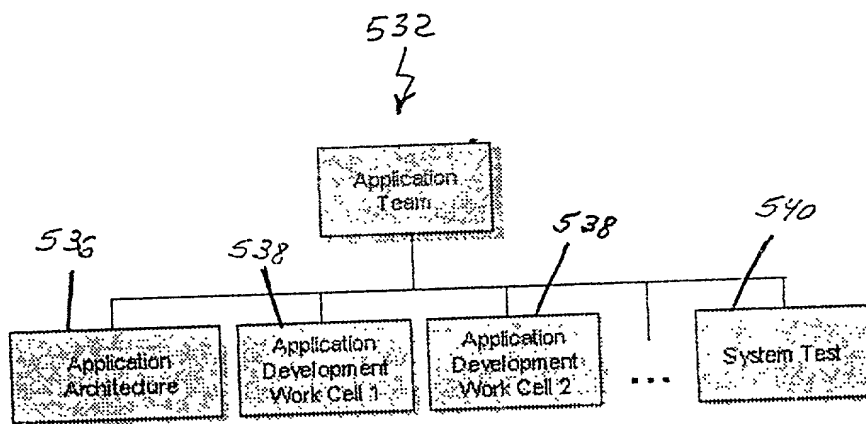 532
Application
Team
536
538
538
540
Application
Architecture
Application
Development
Work Cell 1
Application
Development
Work Cell 2
...
System Test